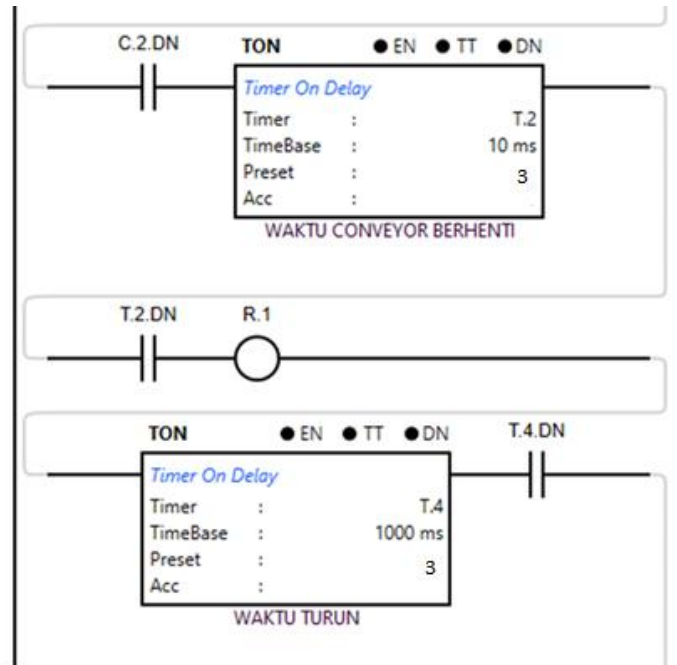 C.2.DN
TON EN TT DN
Timer On Delay
Timer : T.2
TimeBase : 10 ms
Preset : 3
Acc :
WAKTU CONVEYOR BERHENTI
T.2.DN R.1
TON EN TT DN T.4.DN
Timer On Delay
Timer : T.4
TimeBase : 1000 ms
Preset : 3
Acc :
WAKTU TURUN